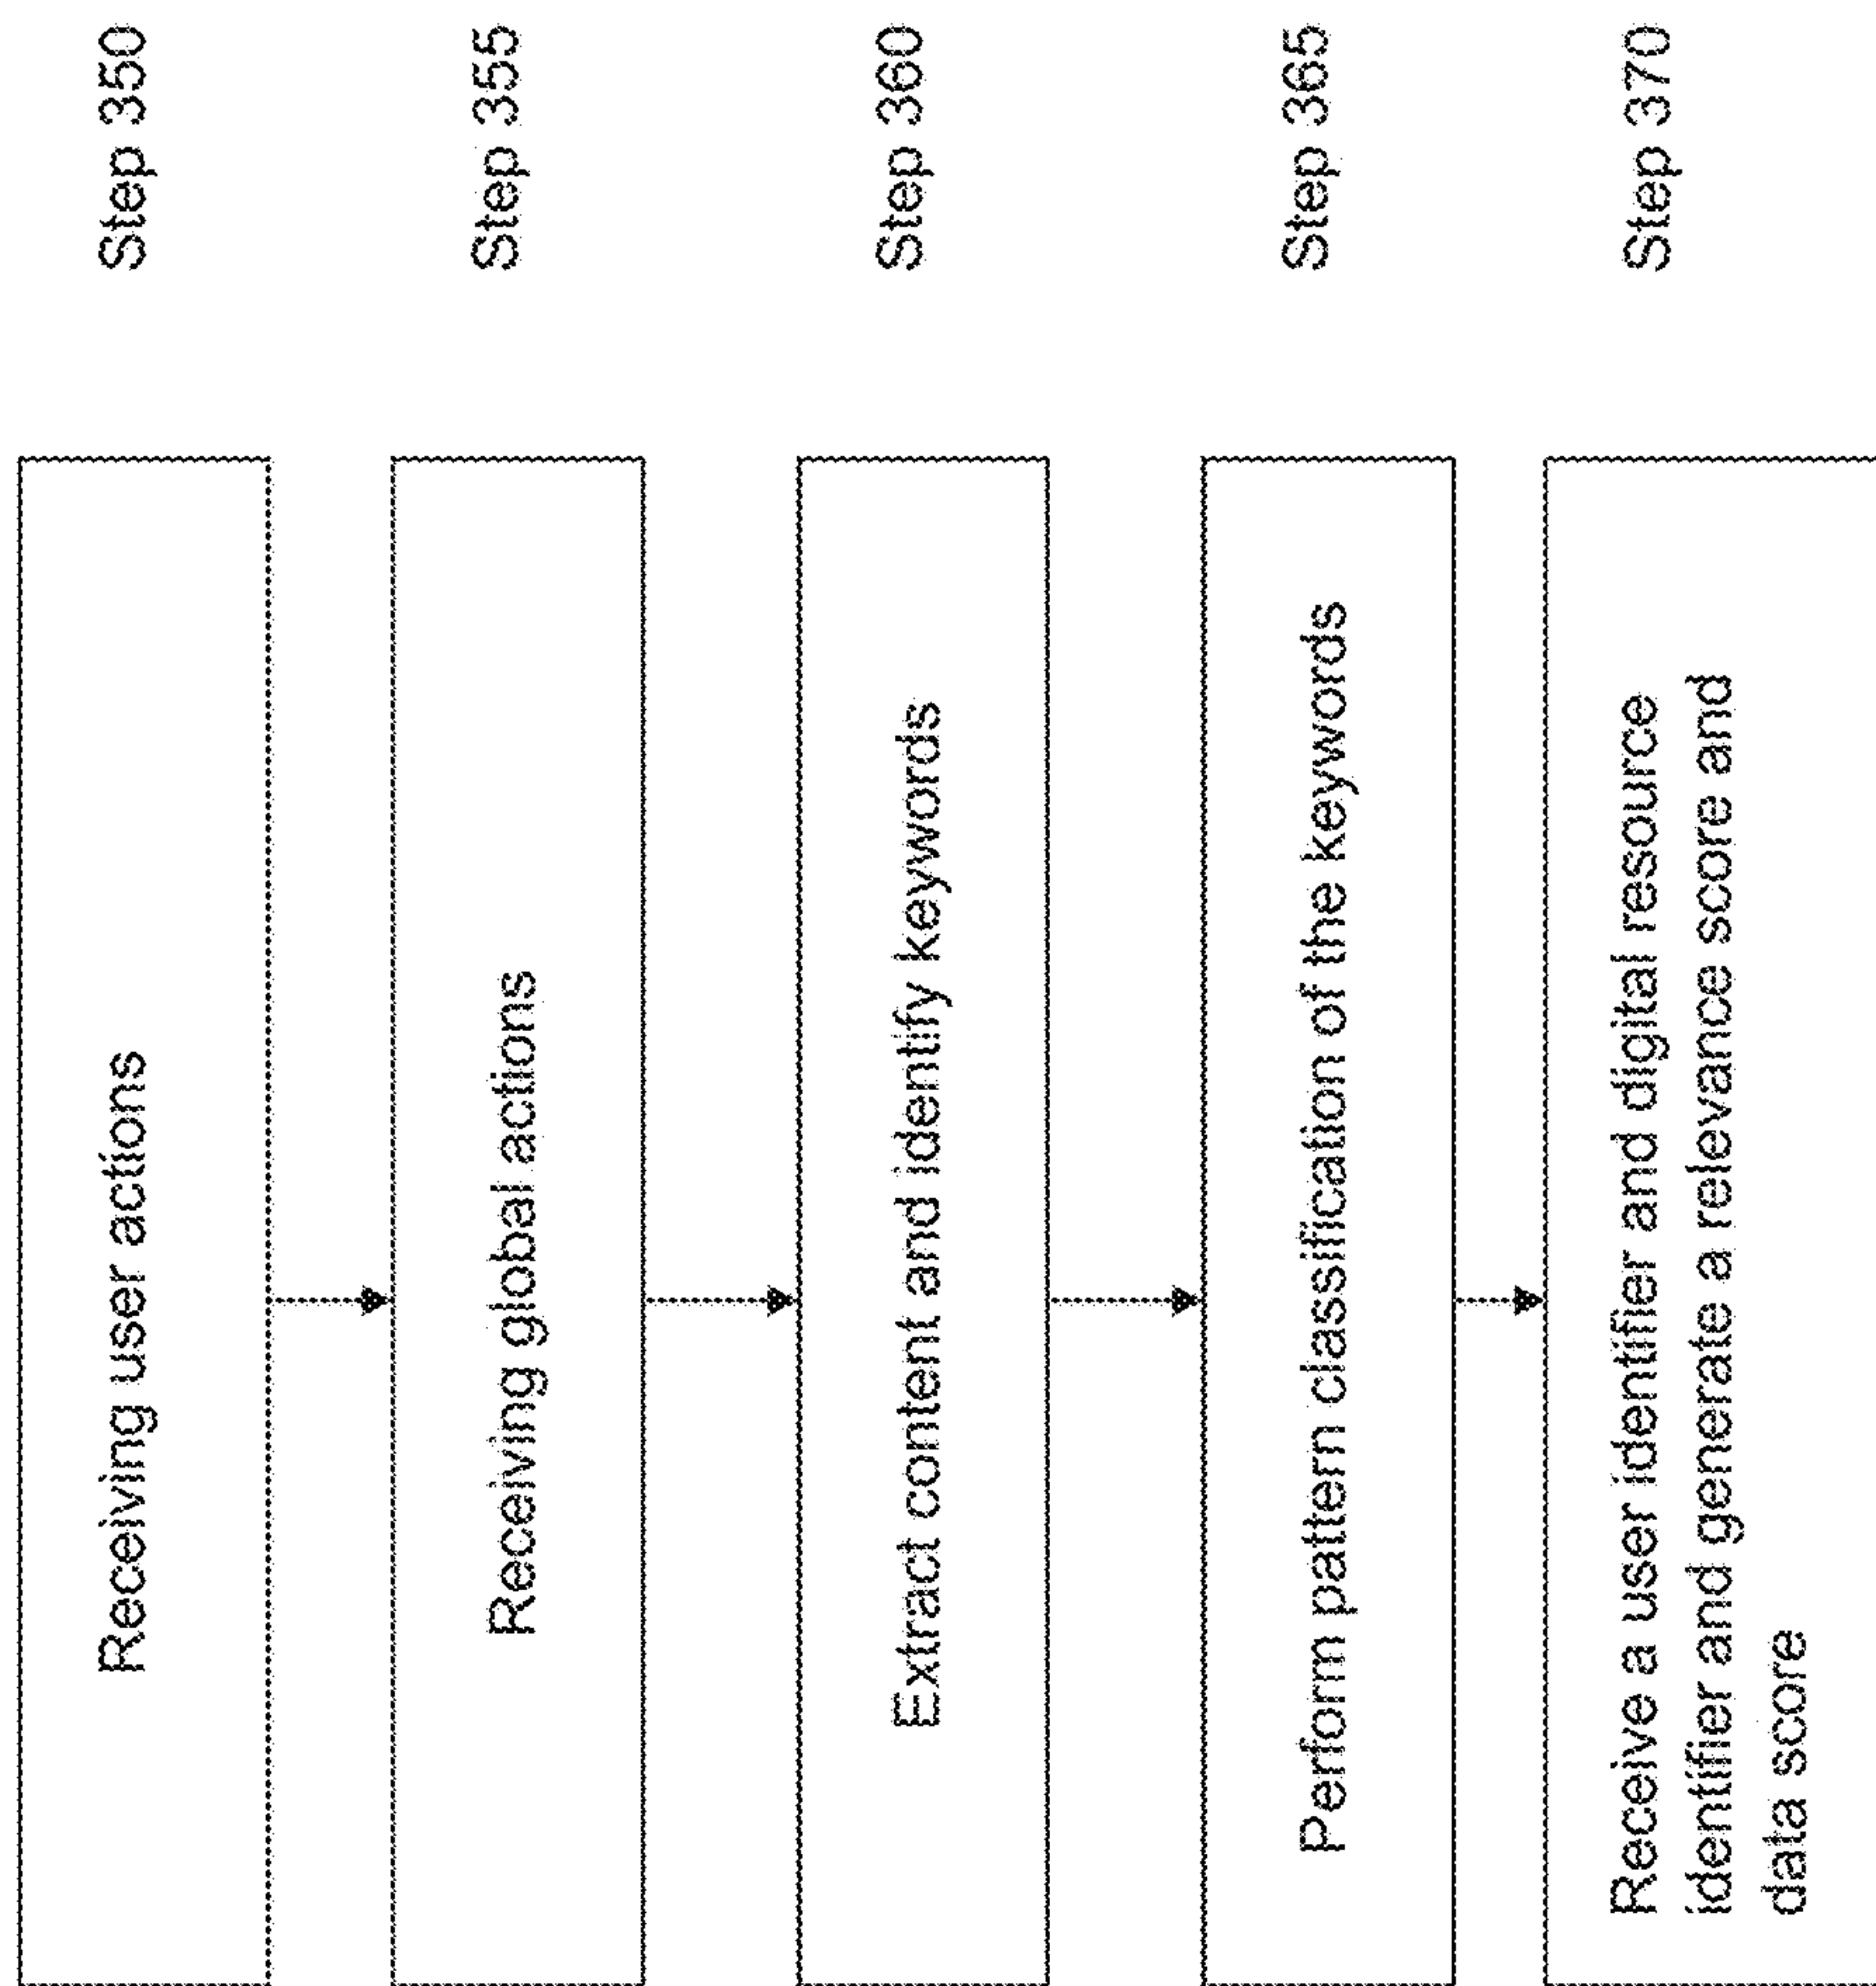 Receiving user actions
Step 350
Receiving global actions
Step 355
Extract content and identify keywords
Step 360
Perform pattern classification of the keywords
Step 365
Receive a user identifier and digital resource
identifier and generate a relevance score and
data score
Step 370